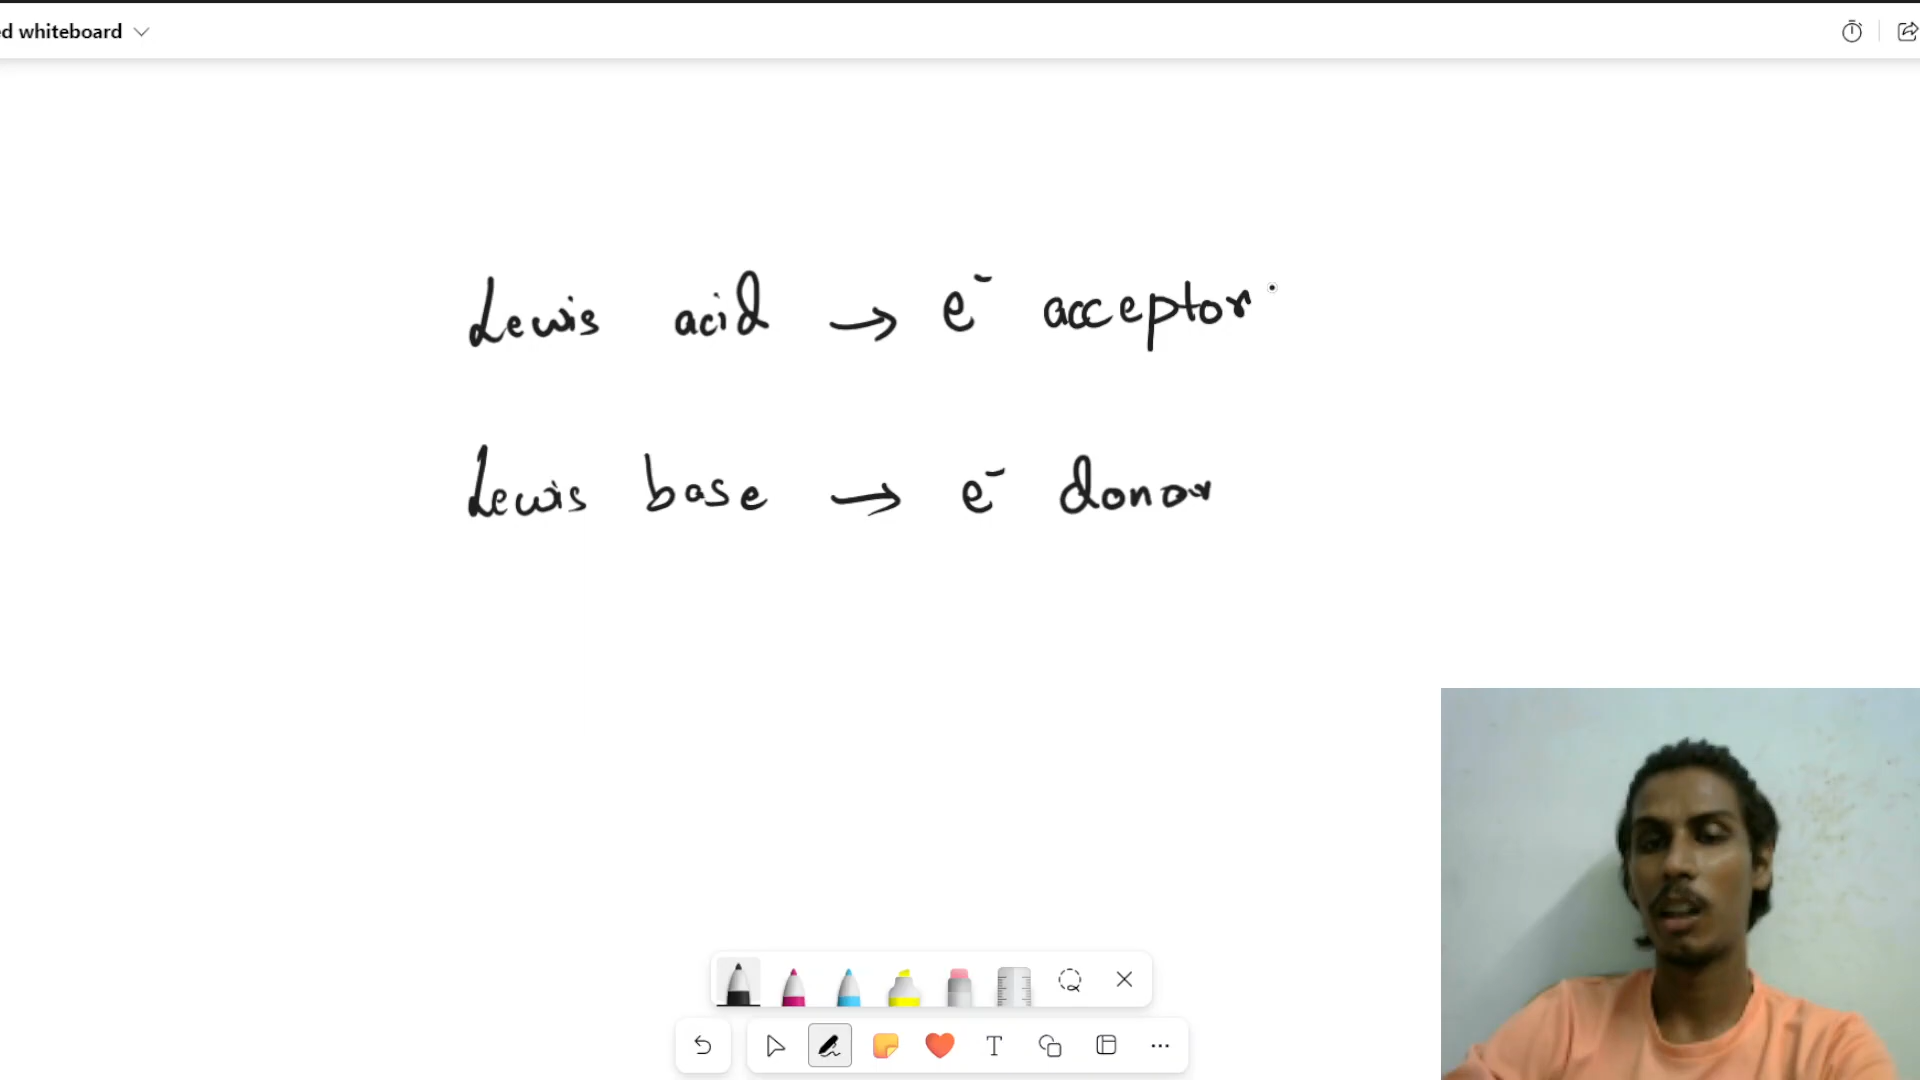 d whiteboard
Lewis acid → e⁻ acceptor
Lewis base → e⁻ donor
T